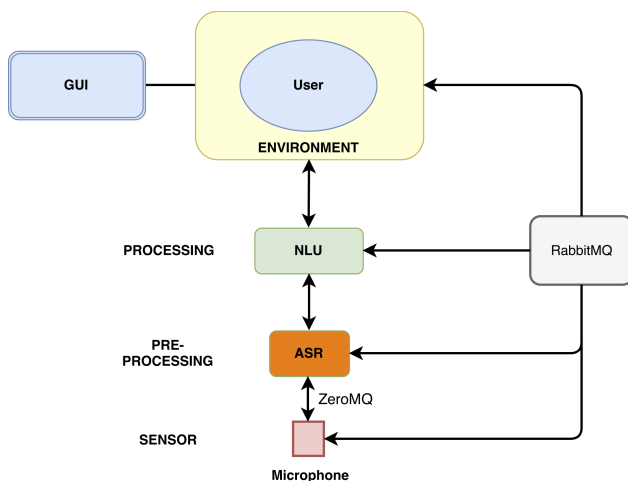 GUI
User
ENVIRONMENT
PROCESSING
NLU
RabbitMQ
PRE-
PROCESSING
ASR
ZeroMQ
SENSOR
Microphone